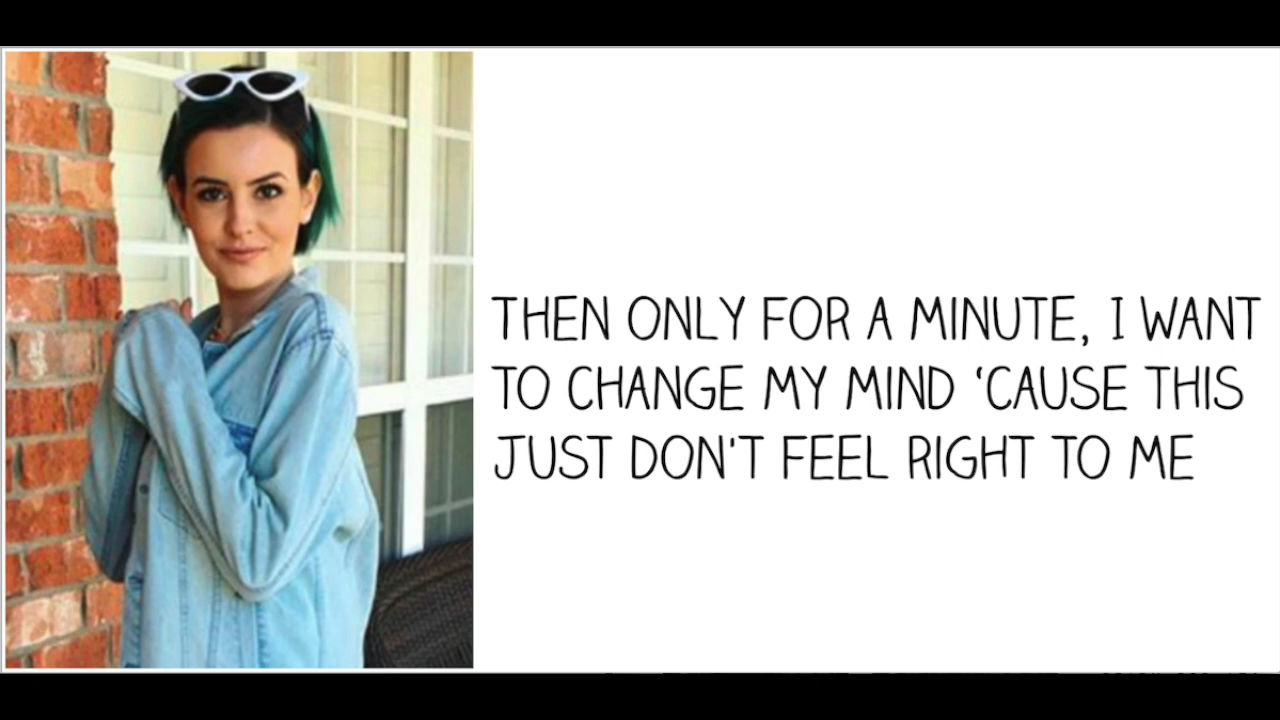 THEN ONLY FOR A MINUTE, I WANT
TO CHANGE MY MIND ‘CAUSE THIS
JUST DON'T FEEL RIGHT TO ME